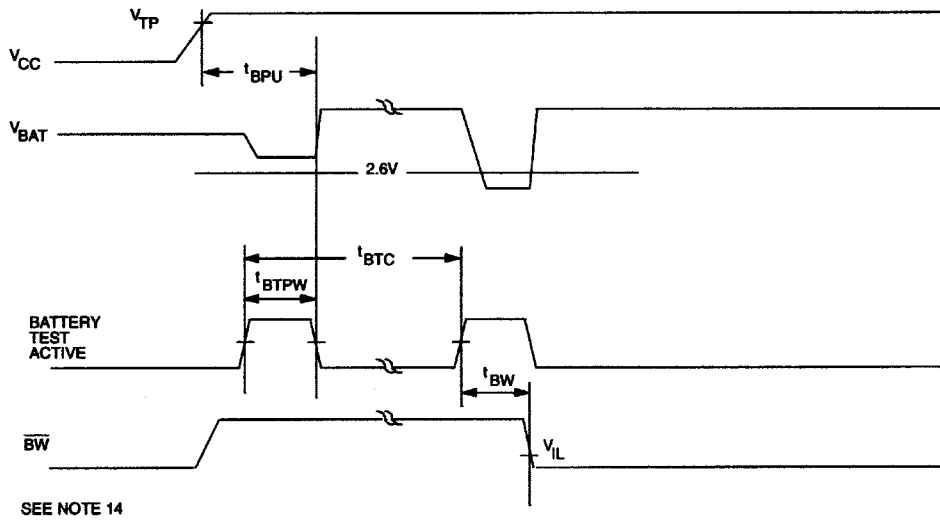 VTP
VCC
tBPU
VBAT
2.6V
tBTC
tBTPW
BATTERY
TEST
ACTIVE
tBW
BW
VIL
SEE NOTE 14